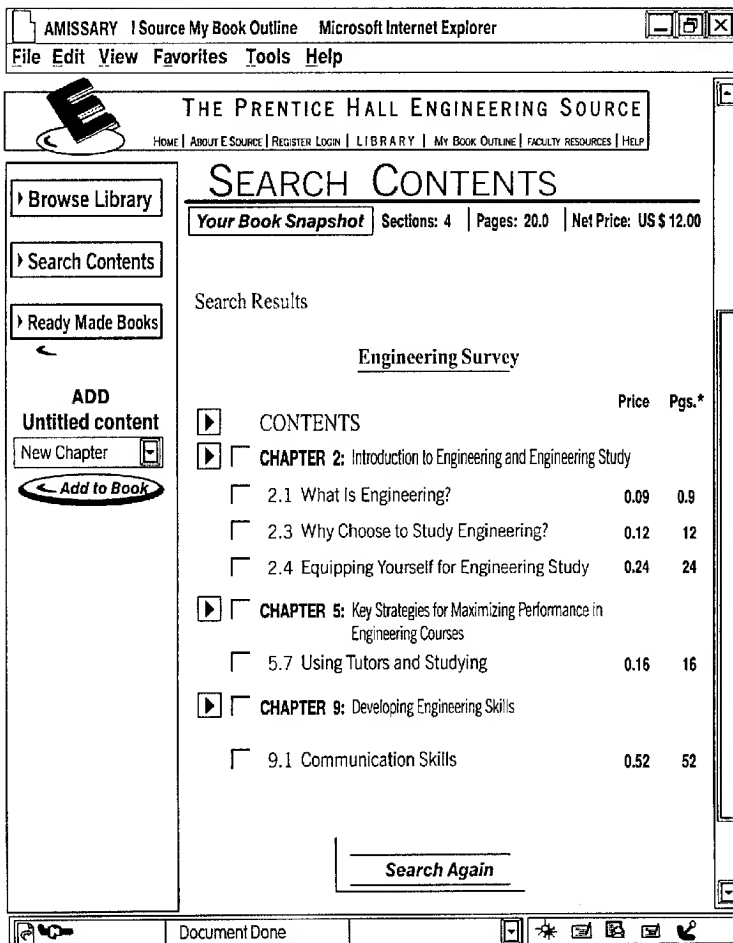 AMISSARY I Source My Book Outline Microsoft Internet Explorer
File Edit View Favorites Tools Help
E
THE PRENTICE HALL ENGINEERING SOURCE
HOME | ABOUT E SOURCE | REGISTER LOGIN | LIBRARY | MY BOOK OUTLINE | FACULTY RESOURCES | HELP
Browse Library
Search Contents
Ready Made Books
ADD
Untitled content
New Chapter
Add to Book
SEARCH CONTENTS
Your Book Snapshot Sections: 4 | Pages: 20.0 | Net Price: US $ 12.00
Search Results
Engineering Survey
Price Pgs.*
CONTENTS
CHAPTER 2: Introduction to Engineering and Engineering Study
2.1 What Is Engineering? 0.09 0.9
2.3 Why Choose to Study Engineering? 0.12 12
2.4 Equipping Yourself for Engineering Study 0.24 24
CHAPTER 5: Key Strategies for Maximizing Performance in
Engineering Courses
5.7 Using Tutors and Studying 0.16 16
CHAPTER 9: Developing Engineering Skills
9.1 Communication Skills 0.52 52
Search Again
Document Done